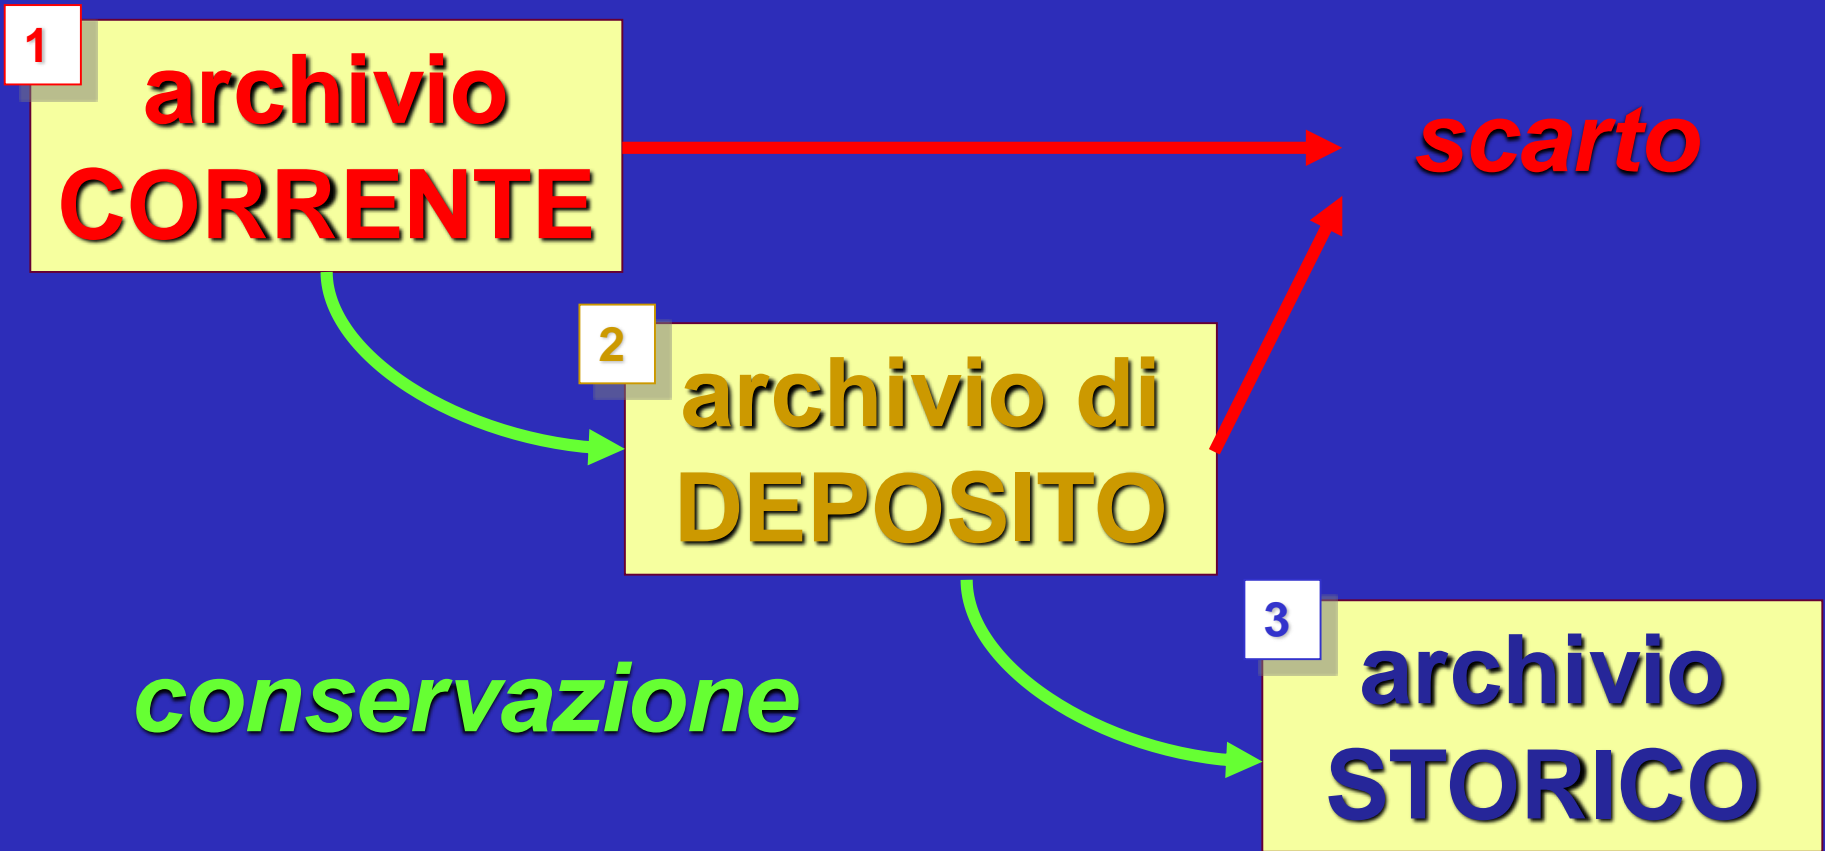 1
archivio
CORRENTE
scarto
2
archivio di
DEPOSITO
conservazione
3
archivio
STORICO